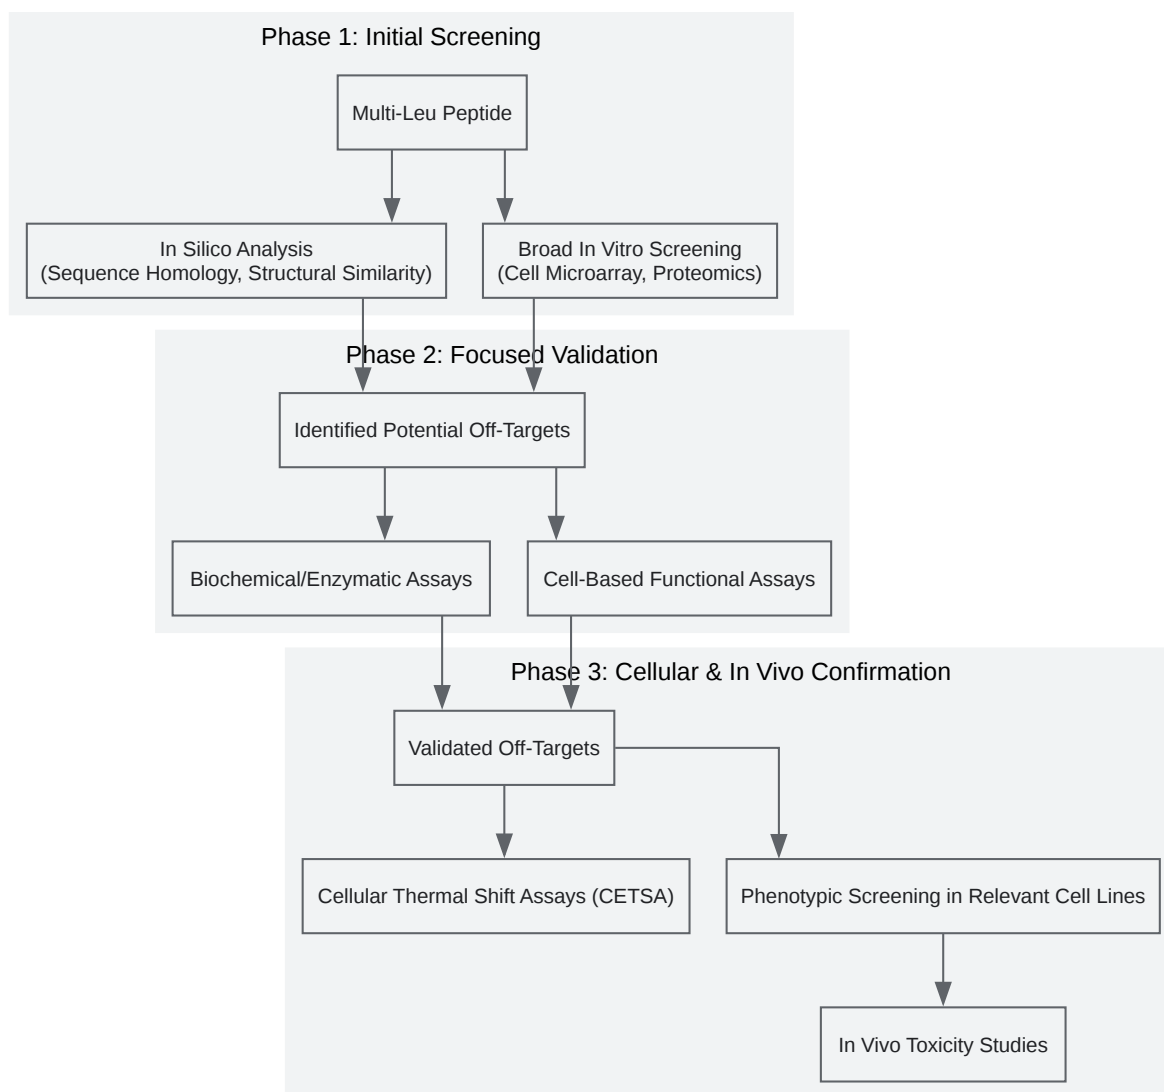 Phase 1: Initial Screening
Multi-Leu Peptide
In Silico Analysis
(Sequence Homology, Structural Similarity)
Broad In Vitro Screening
(Cell Microarray, Proteomics)
Phase 2: Focused Validation
Identified Potential Off-Targets
Biochemical/Enzymatic Assays
Cell-Based Functional Assays
Phase 3: Cellular & In Vivo Confirmation
Validated Off-Targets
Cellular Thermal Shift Assays (CETSA)
Phenotypic Screening in Relevant Cell Lines
In Vivo Toxicity Studies